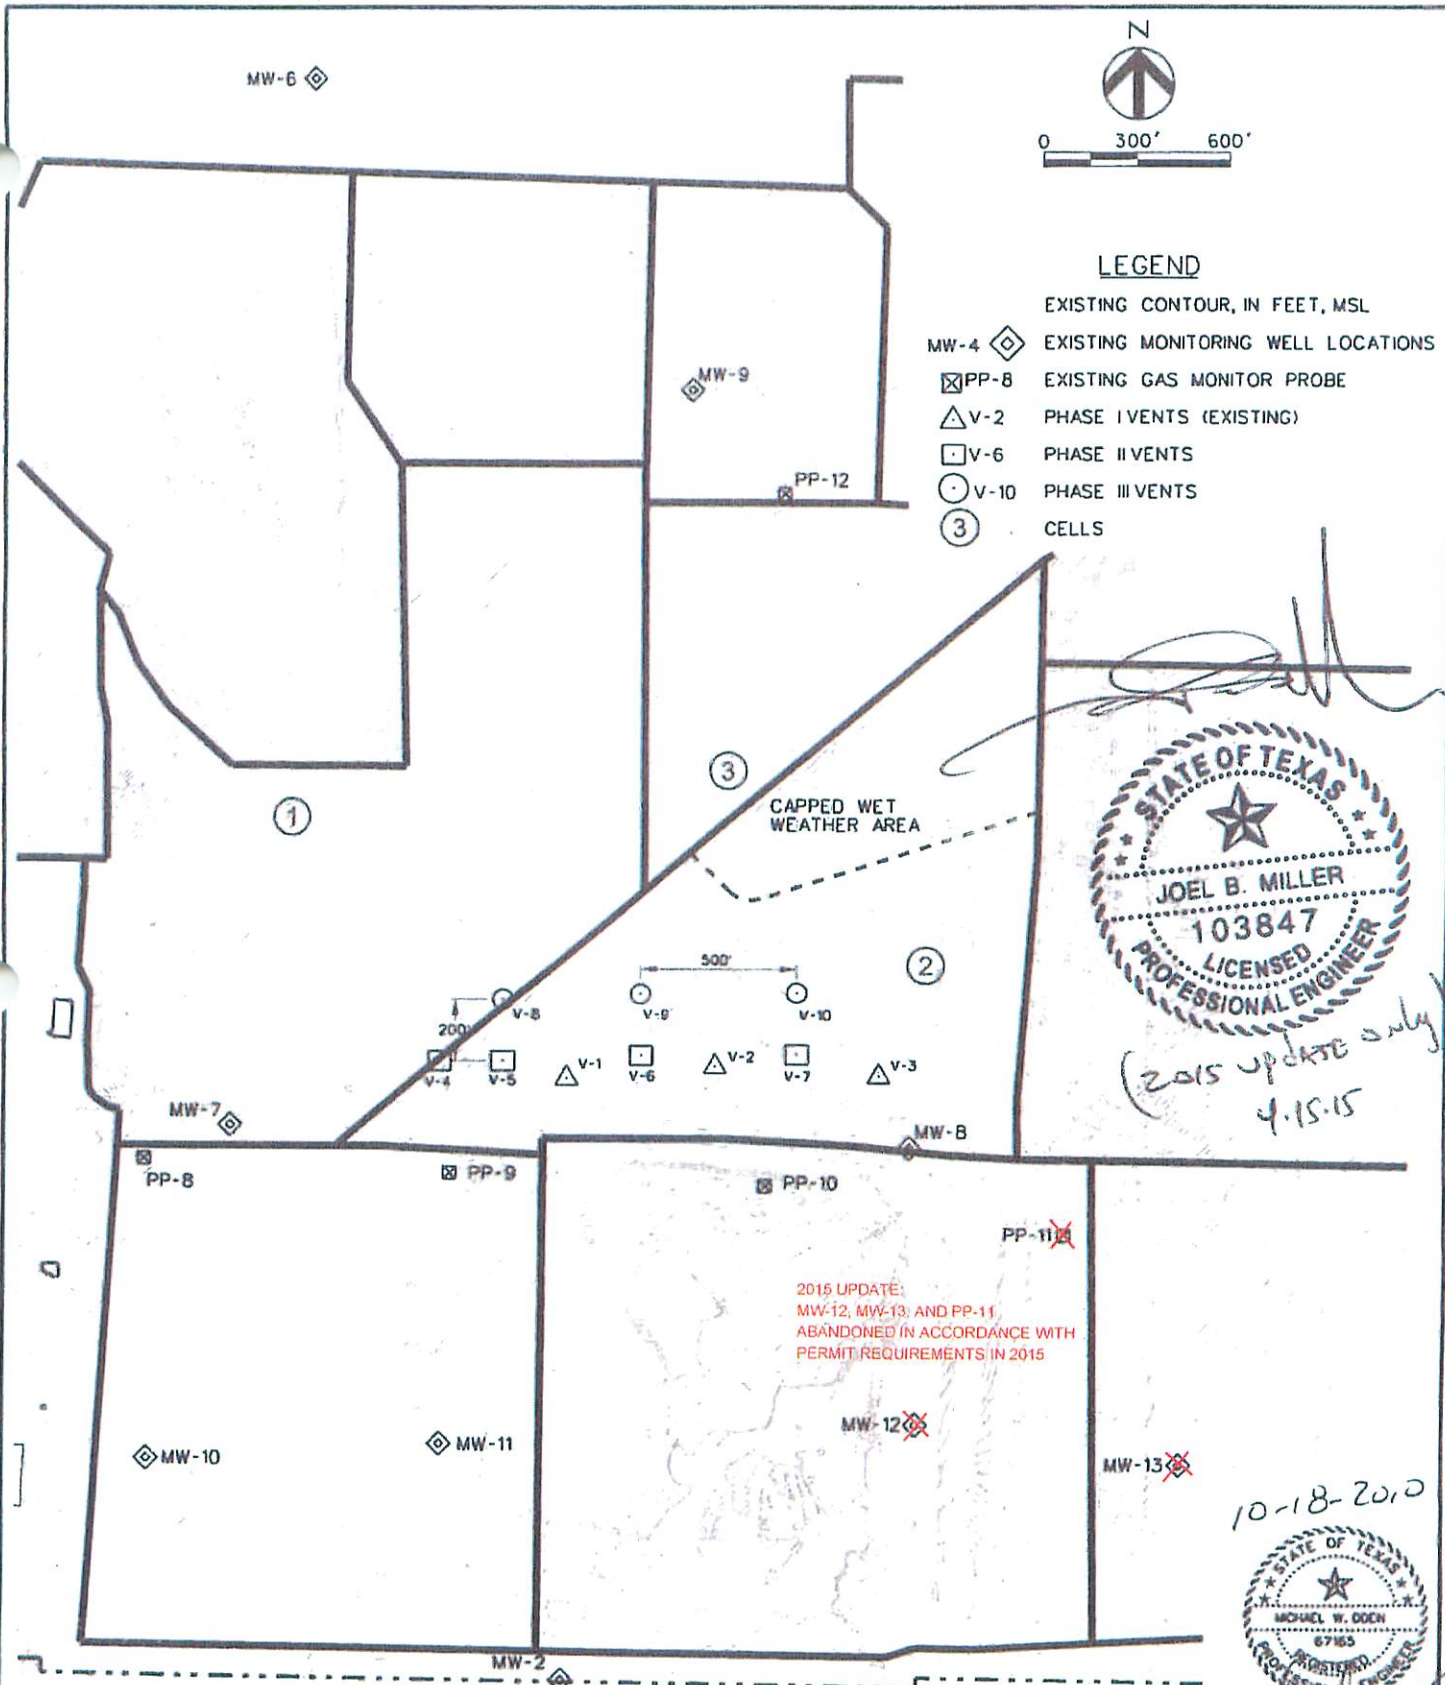 N
0 300' 600'
MW-6
LEGEND
EXISTING CONTOUR, IN FEET, MSL
MW-4 EXISTING MONITORING WELL LOCATIONS
PP-8 EXISTING GAS MONITOR PROBE
V-2 PHASE I VENTS (EXISTING)
V-6 PHASE II VENTS
V-10 PHASE III VENTS
3 CELLS
MW-9
PP-12
3
CAPPED WET
WEATHER AREA
1
STATE OF TEXAS
JOEL B. MILLER
103847
LICENSED
PROFESSIONAL ENGINEER
(2015 update only)
4.15.15
2
500'
V-8
V-9
V-10
200'
V-4
V-5
V-1
V-6
V-2
V-7
V-3
MW-7
MW-8
PP-8
PP-9
PP-10
PP-11
2015 UPDATE:
MW-12, MW-13, AND PP-11
ABANDONED IN ACCORDANCE WITH
PERMIT REQUIREMENTS IN 2015
MW-12
MW-10
MW-11
MW-13
10-18-2010
STATE OF TEXAS
MICHAEL W. ODEN
67165
REGISTERED
PROFESSIONAL ENGINEER
MW-2